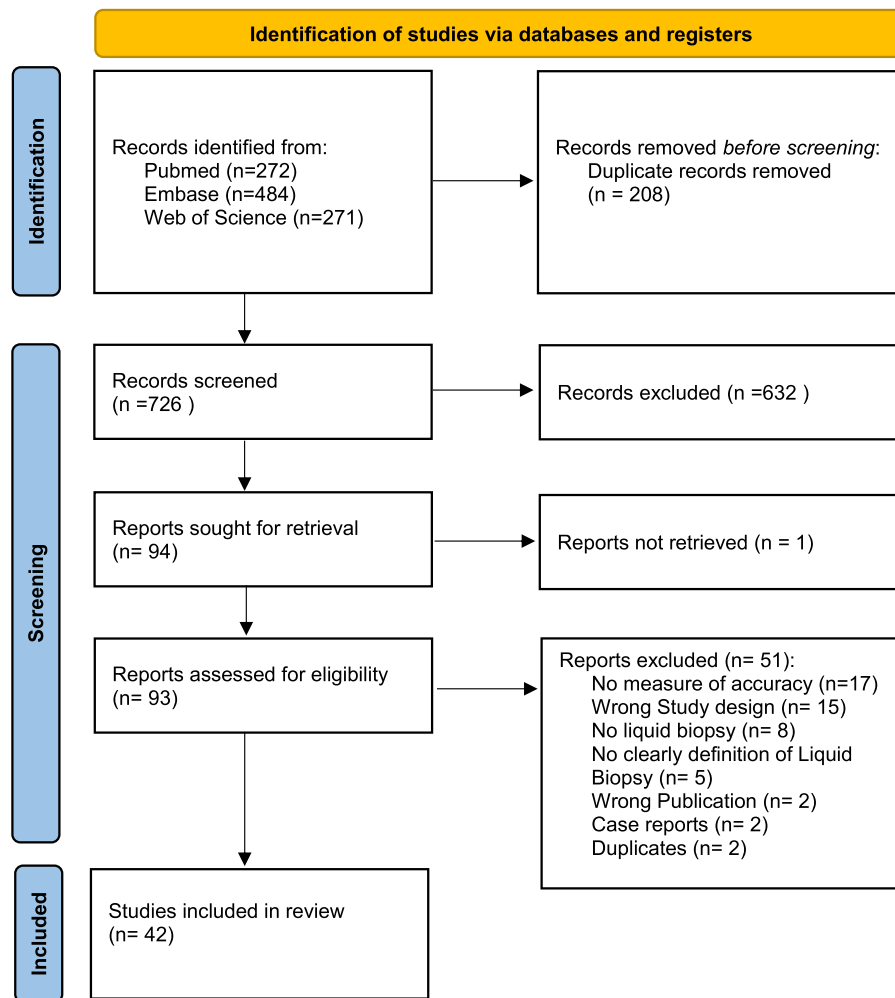 Identification of studies via databases and registers
Identification
Records identified from:
Pubmed (n=272)
Embase (n=484)
Web of Science (n=271)
Records removed before screening:
Duplicate records removed
(n = 208)
Screening
Records screened
(n =726 )
Records excluded (n =632 )
Reports sought for retrieval
(n= 94)
Reports not retrieved (n = 1)
Reports assessed for eligibility
(n= 93)
Reports excluded (n= 51):
No measure of accuracy (n=17)
Wrong Study design (n= 15)
No liquid biopsy (n= 8)
No clearly definition of Liquid
Biopsy (n= 5)
Wrong Publication (n= 2)
Case reports (n= 2)
Duplicates (n= 2)
Included
Studies included in review
(n= 42)